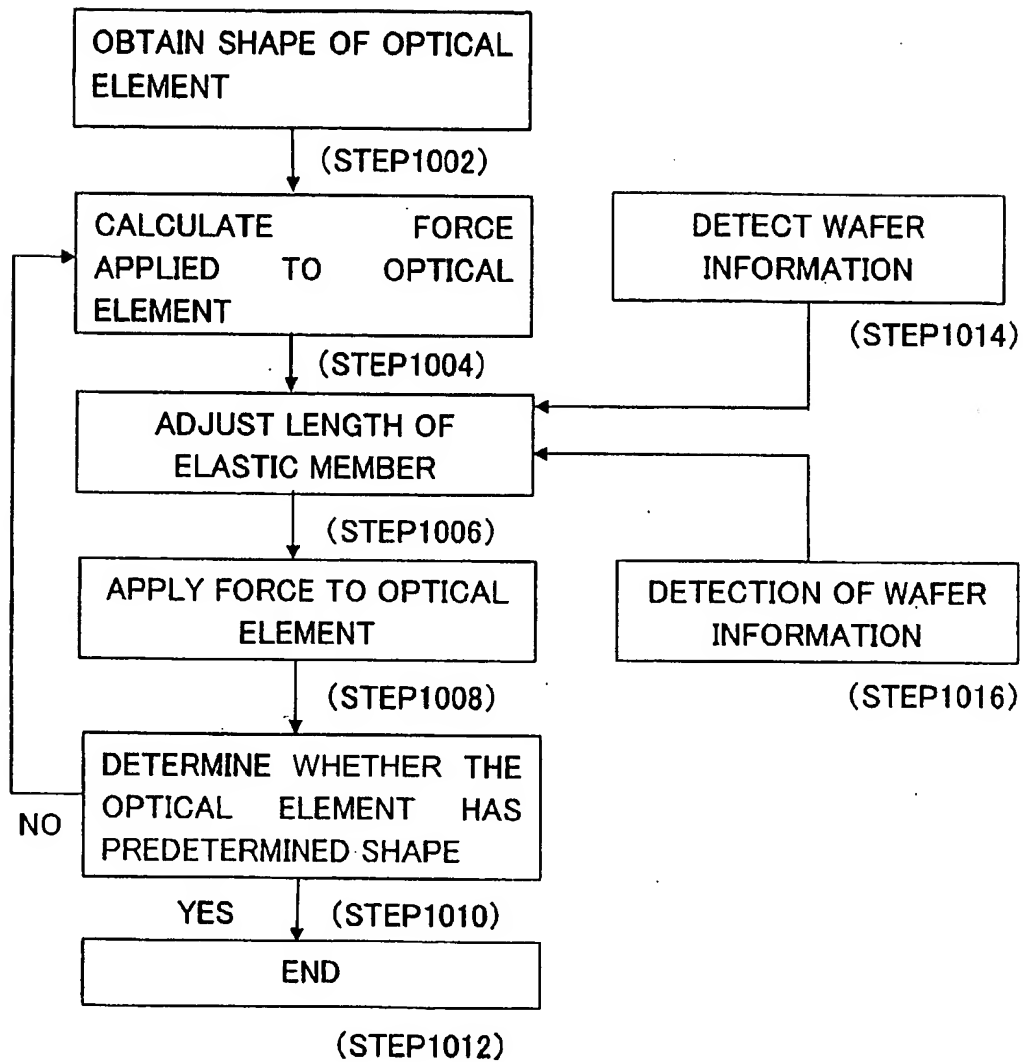 OBTAIN SHAPE OF OPTICAL
ELEMENT
(STEP1002)
CALCULATE FORCE
APPLIED TO OPTICAL
ELEMENT
(STEP1004)
ADJUST LENGTH OF
ELASTIC MEMBER
(STEP1006)
APPLY FORCE TO OPTICAL
ELEMENT
(STEP1008)
DETERMINE WHETHER THE
OPTICAL ELEMENT HAS
PREDETERMINED SHAPE
NO
YES
(STEP1010)
END
(STEP1012)
DETECT WAFER
INFORMATION
(STEP1014)
DETECTION OF WAFER
INFORMATION
(STEP1016)